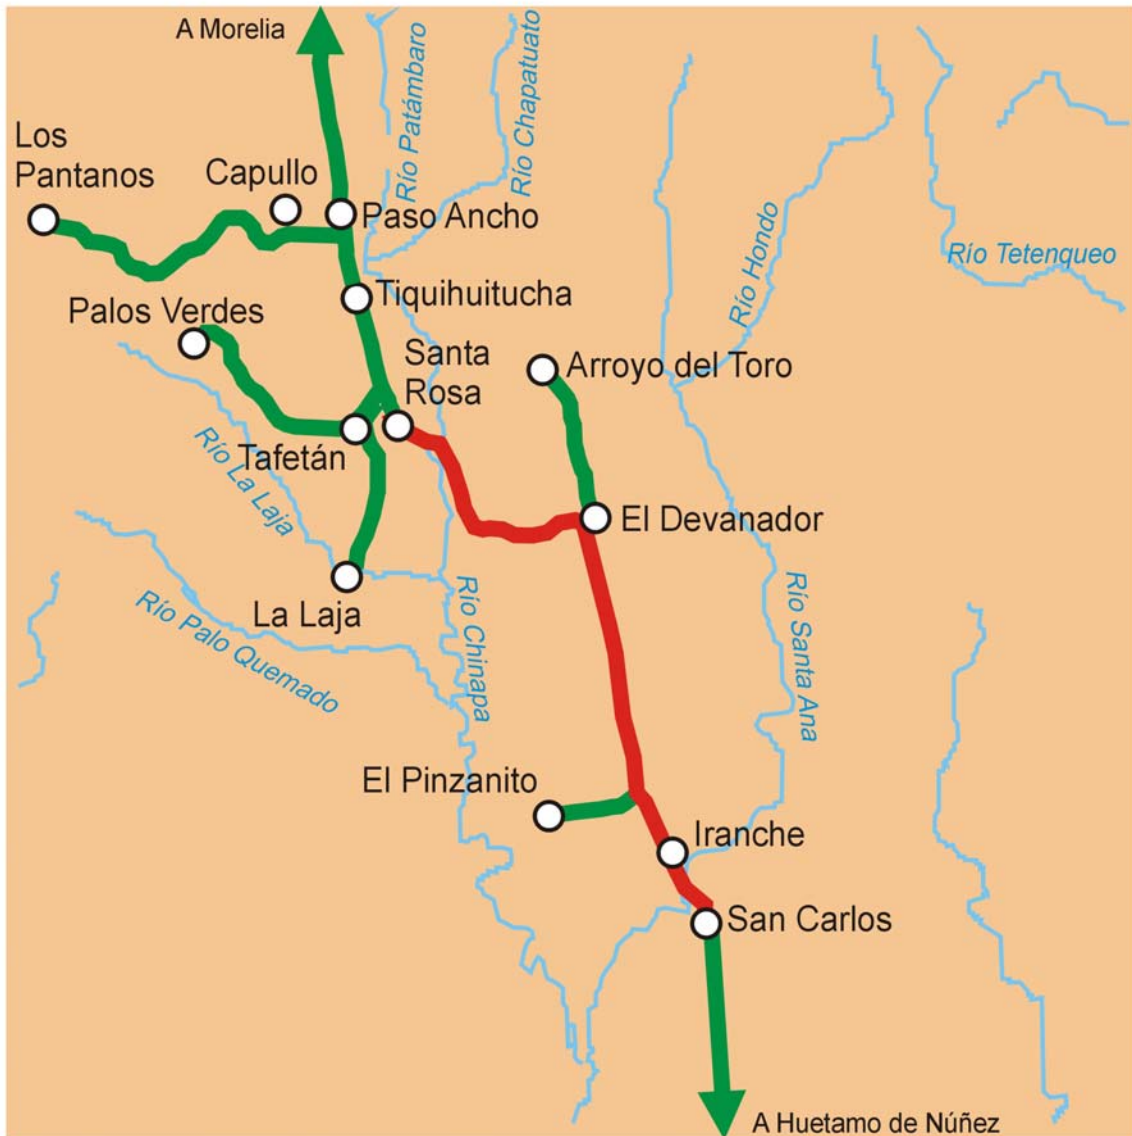 A Morelia
Río Patámbaro
Río Chapatuato
Los
Pantanos
Capullo
Paso Ancho
Río Hondo
Río Tetenqueo
Tiquihuitucha
Palos Verdes
Santa
Rosa
Arroyo del Toro
Tafetán
Río La Laja
El Devanador
La Laja
Río Palo Quemado
Río Chinapa
Río Santa Ana
El Pinzanito
Iranche
San Carlos
A Huetamo de Núñez